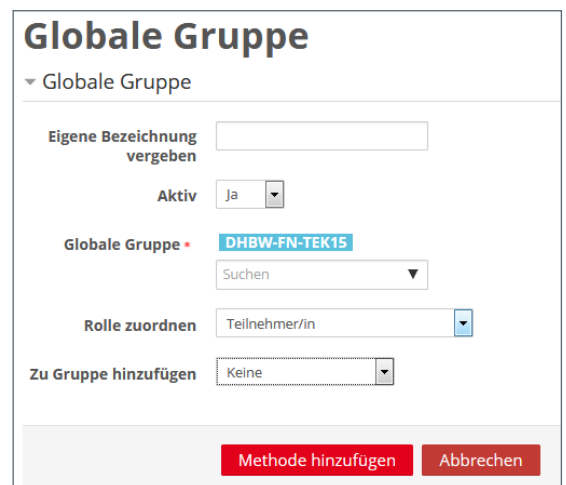 Globale Gruppe
Globale Gruppe
Eigene Bezeichnung
vergeben
Aktiv Ja
Globale Gruppe * DHBW-FN-TEK15
Suchen
Rolle zuordnen Teilnehmer/in
Zu Gruppe hinzufügen Keine
Methode hinzufügen Abbrechen